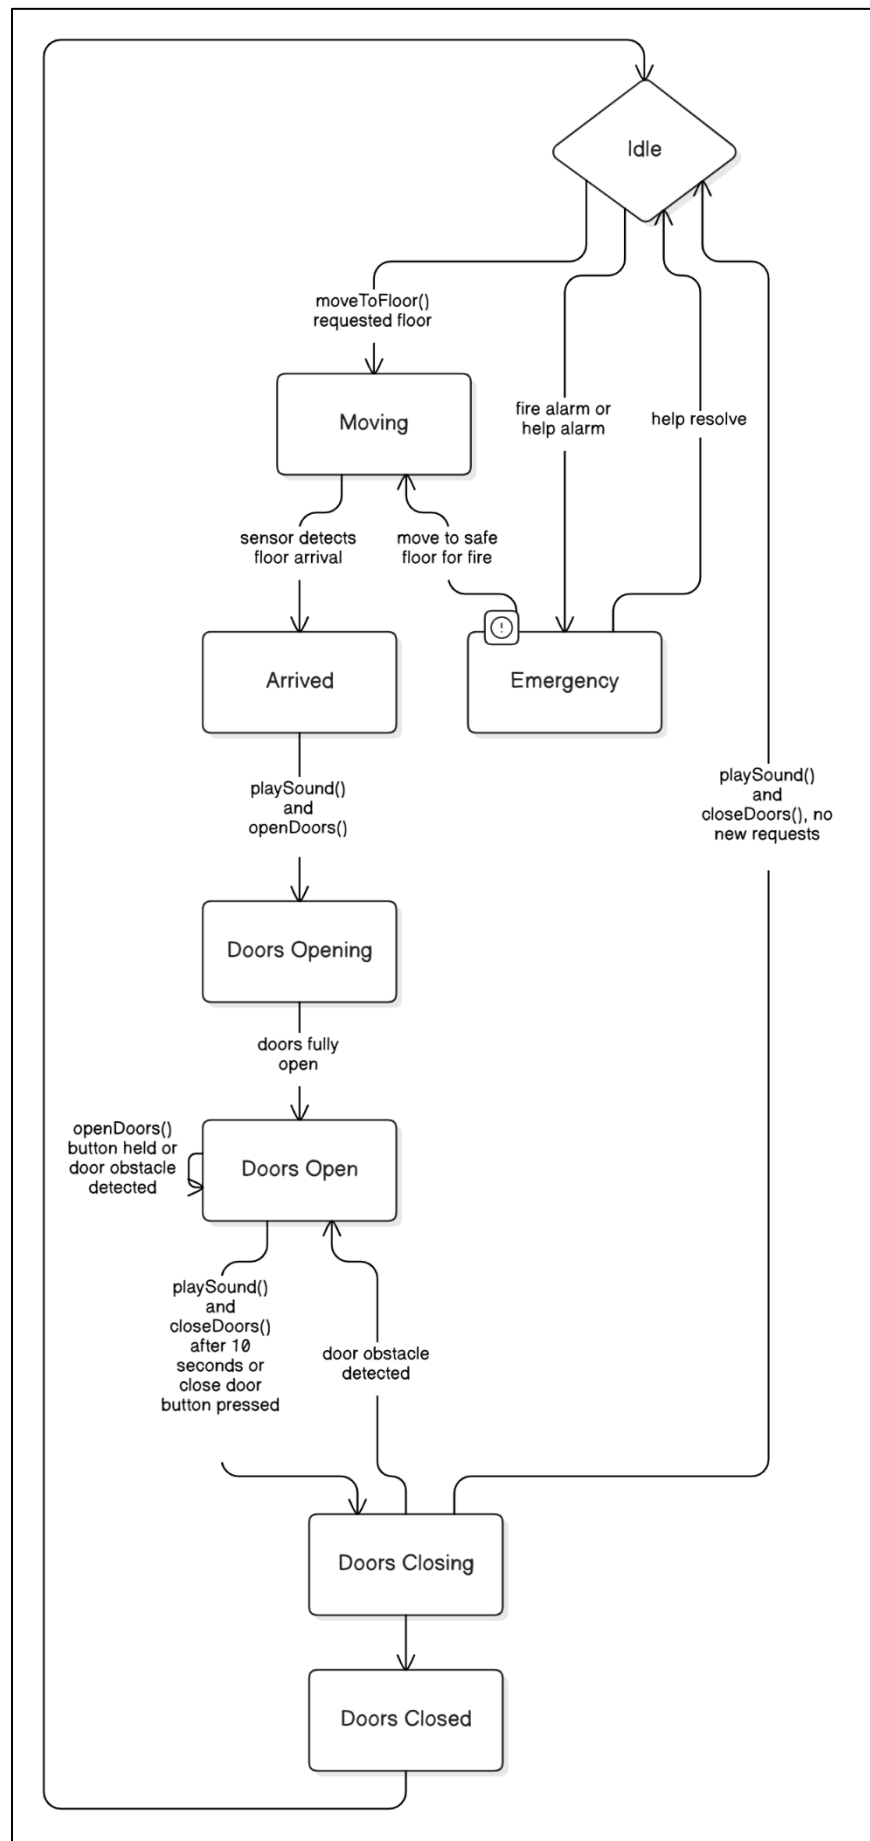 Idle
moveToFloor()
requested floor
Moving
fire alarm or
help alarm
help resolve
sensor detects
floor arrival
move to safe
floor for fire
Arrived
Emergency
playSound()
and
openDoors()
playSound()
and
closeDoors(), no
new requests
Doors Opening
doors fully
open
openDoors()
button held or
door obstacle
detected
Doors Open
playSound()
and
closeDoors()
after 10
seconds or
close door
button pressed
door obstacle
detected
Doors Closing
Doors Closed